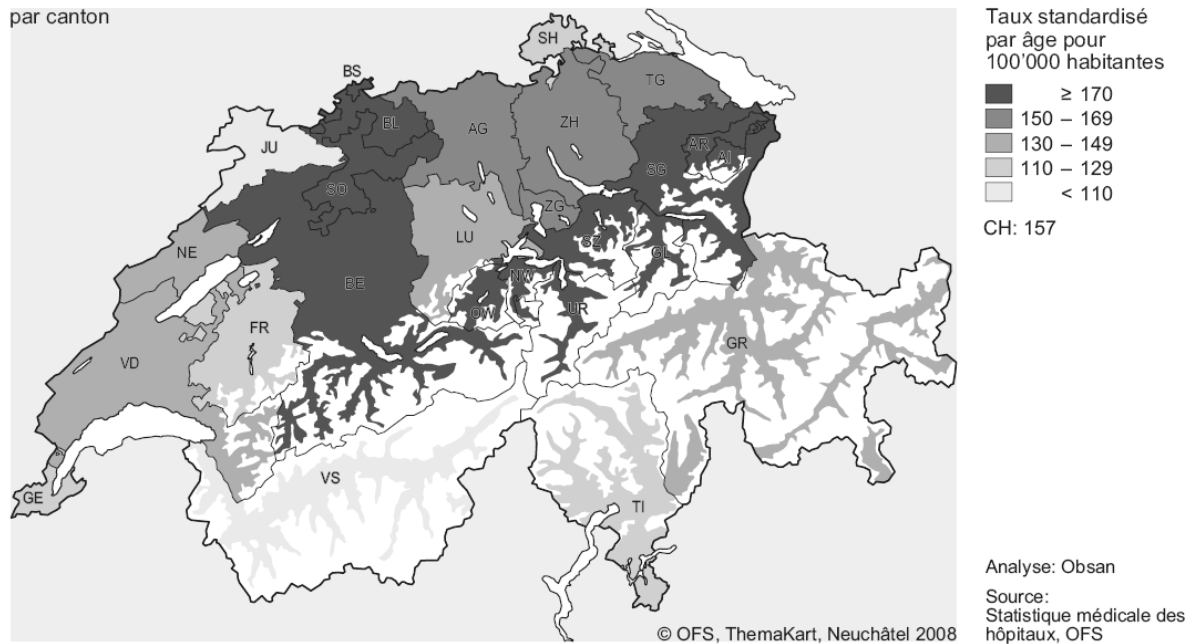 par canton
SH
BS
TG
BL
AG
ZH
JU
AR
AI
SG
SO
ZG
LU
NE
SZ
GL
NW
BE
OW
UR
FR
GR
VD
VS
GE
TI
© OFS, ThemaKart, Neuchâtel 2008
Taux standardisé
par âge pour
100'000 habitantes
≥ 170
150 – 169
130 – 149
110 – 129
< 110
CH: 157
Analyse: Obsan
Source:
Statistique médicale des
hôpitaux, OFS